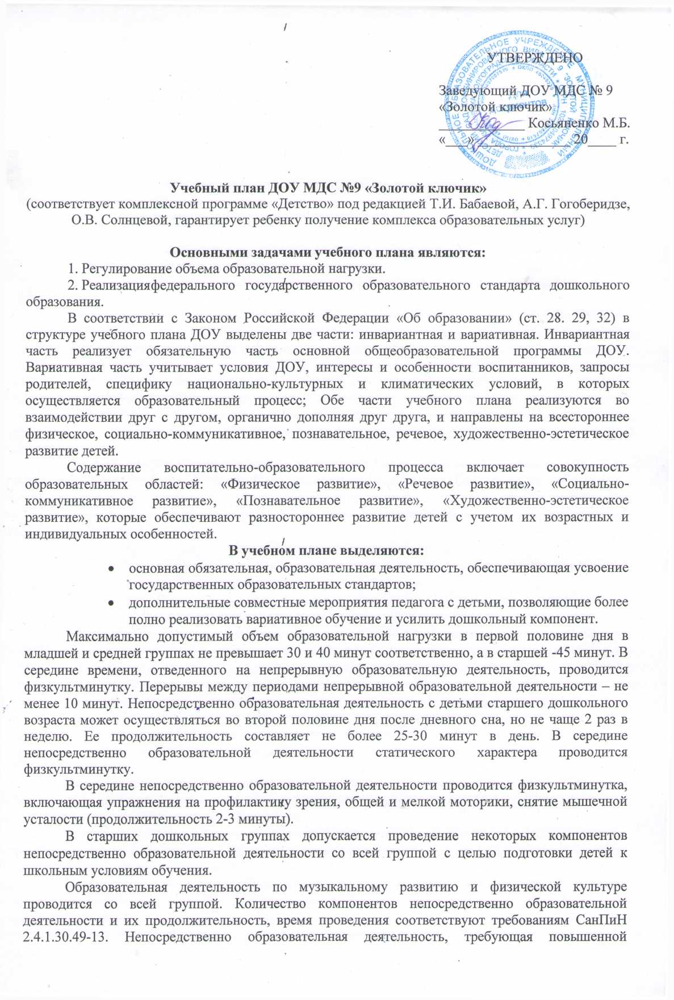 УТВЕРЖДЕНО
Заведующий ДОУ МДС № 9
«Золотой ключик»
____________ Косьяненко М.Б.
«___»_____________ 20____ г.
Учебный план ДОУ МДС №9 «Золотой ключик»
(соответствует комплексной программе «Детство» под редакцией Т.И. Бабаевой, А.Г. Гогоберидзе,
О.В. Солнцевой, гарантирует ребенку получение комплекса образовательных услуг)
Основными задачами учебного плана являются:
1. Регулирование объема образовательной нагрузки.
2. Реализацияфедерального государственного образовательного стандарта дошкольного
образования.
В соответствии с Законом Российской Федерации «Об образовании» (ст. 28. 29, 32) в
структуре учебного плана ДОУ выделены две части: инвариантная и вариативная. Инвариантная
часть реализует обязательную часть основной общеобразовательной программы ДОУ.
Вариативная часть учитывает условия ДОУ, интересы и особенности воспитанников, запросы
родителей, специфику национально-культурных и климатических условий, в которых
осуществляется образовательный процесс; Обе части учебного плана реализуются во
взаимодействии друг с другом, органично дополняя друг друга, и направлены на всестороннее
физическое, социально-коммуникативное, познавательное, речевое, художественно-эстетическое
развитие детей.
Содержание воспитательно-образовательного процесса включает совокупность
образовательных областей: «Физическое развитие», «Речевое развитие», «Социально-
коммуникативное развитие», «Познавательное развитие», «Художественно-эстетическое
развитие», которые обеспечивают разностороннее развитие детей с учетом их возрастных и
индивидуальных особенностей.
В учебном плане выделяются:
• основная обязательная, образовательная деятельность, обеспечивающая усвоение
государственных образовательных стандартов;
• дополнительные совместные мероприятия педагога с детьми, позволяющие более
полно реализовать вариативное обучение и усилить дошкольный компонент.
Максимально допустимый объем образовательной нагрузки в первой половине дня в
младшей и средней группах не превышает 30 и 40 минут соответственно, а в старшей -45 минут. В
середине времени, отведенного на непрерывную образовательную деятельность, проводится
физкультминутку. Перерывы между периодами непрерывной образовательной деятельности – не
менее 10 минут. Непосредственно образовательная деятельность с детьми старшего дошкольного
возраста может осуществляться во второй половине дня после дневного сна, но не чаще 2 раз в
неделю. Ее продолжительность составляет не более 25-30 минут в день. В середине
непосредственно образовательной деятельности статического характера проводится
физкультминутку.
В середине непосредственно образовательной деятельности проводится физкультминутка,
включающая упражнения на профилактику зрения, общей и мелкой моторики, снятие мышечной
усталости (продолжительность 2-3 минуты).
В старших дошкольных группах допускается проведение некоторых компонентов
непосредственно образовательной деятельности со всей группой с целью подготовки детей к
школьным условиям обучения.
Образовательная деятельность по музыкальному развитию и физической культуре
проводится со всей группой. Количество компонентов непосредственно образовательной
деятельности и их продолжительность, время проведения соответствуют требованиям СанПиН
2.4.1.30.49-13. Непосредственно образовательная деятельность, требующая повышенной